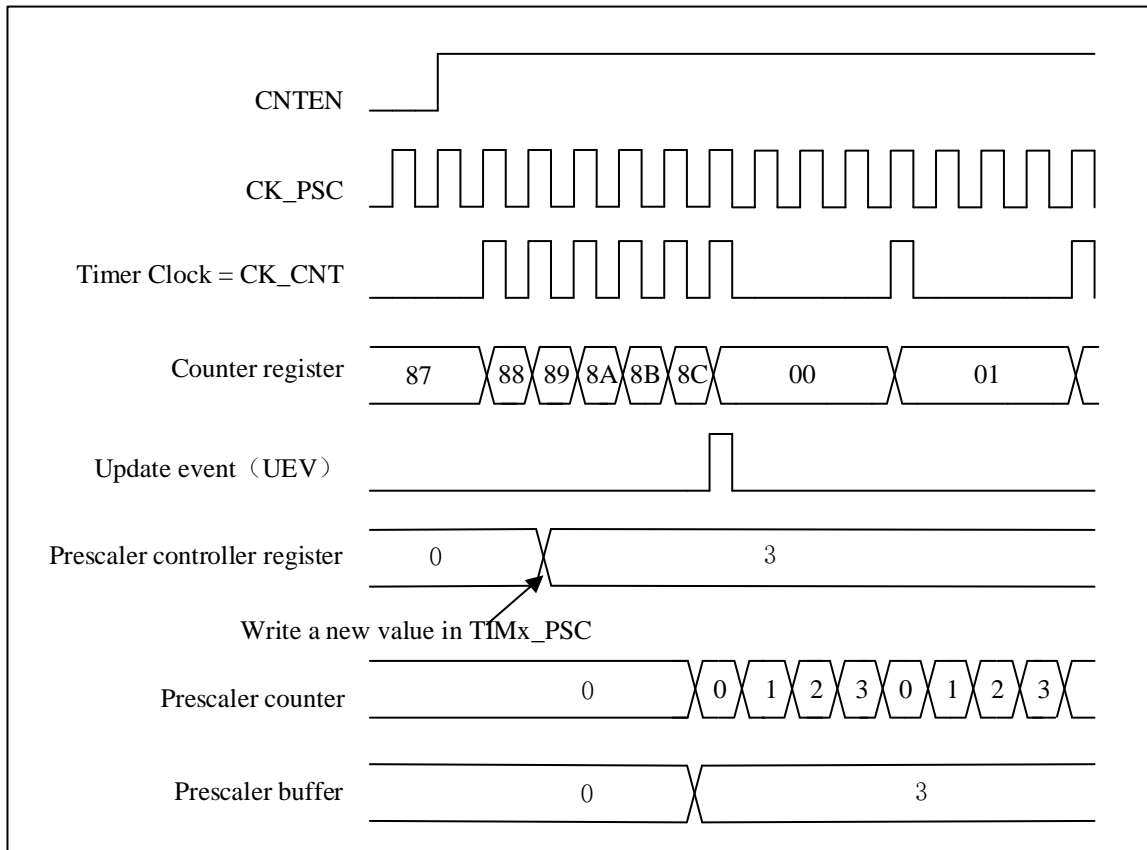 CNTEN
CK_PSC
Timer Clock = CK_CNT
Counter register
87 88 89 8A 8B 8C 00 01
Update event（UEV）
Prescaler controller register
0 3
Write a new value in TIMx_PSC
Prescaler counter
0 0 1 2 3 0 1 2 3
Prescaler buffer
0 3